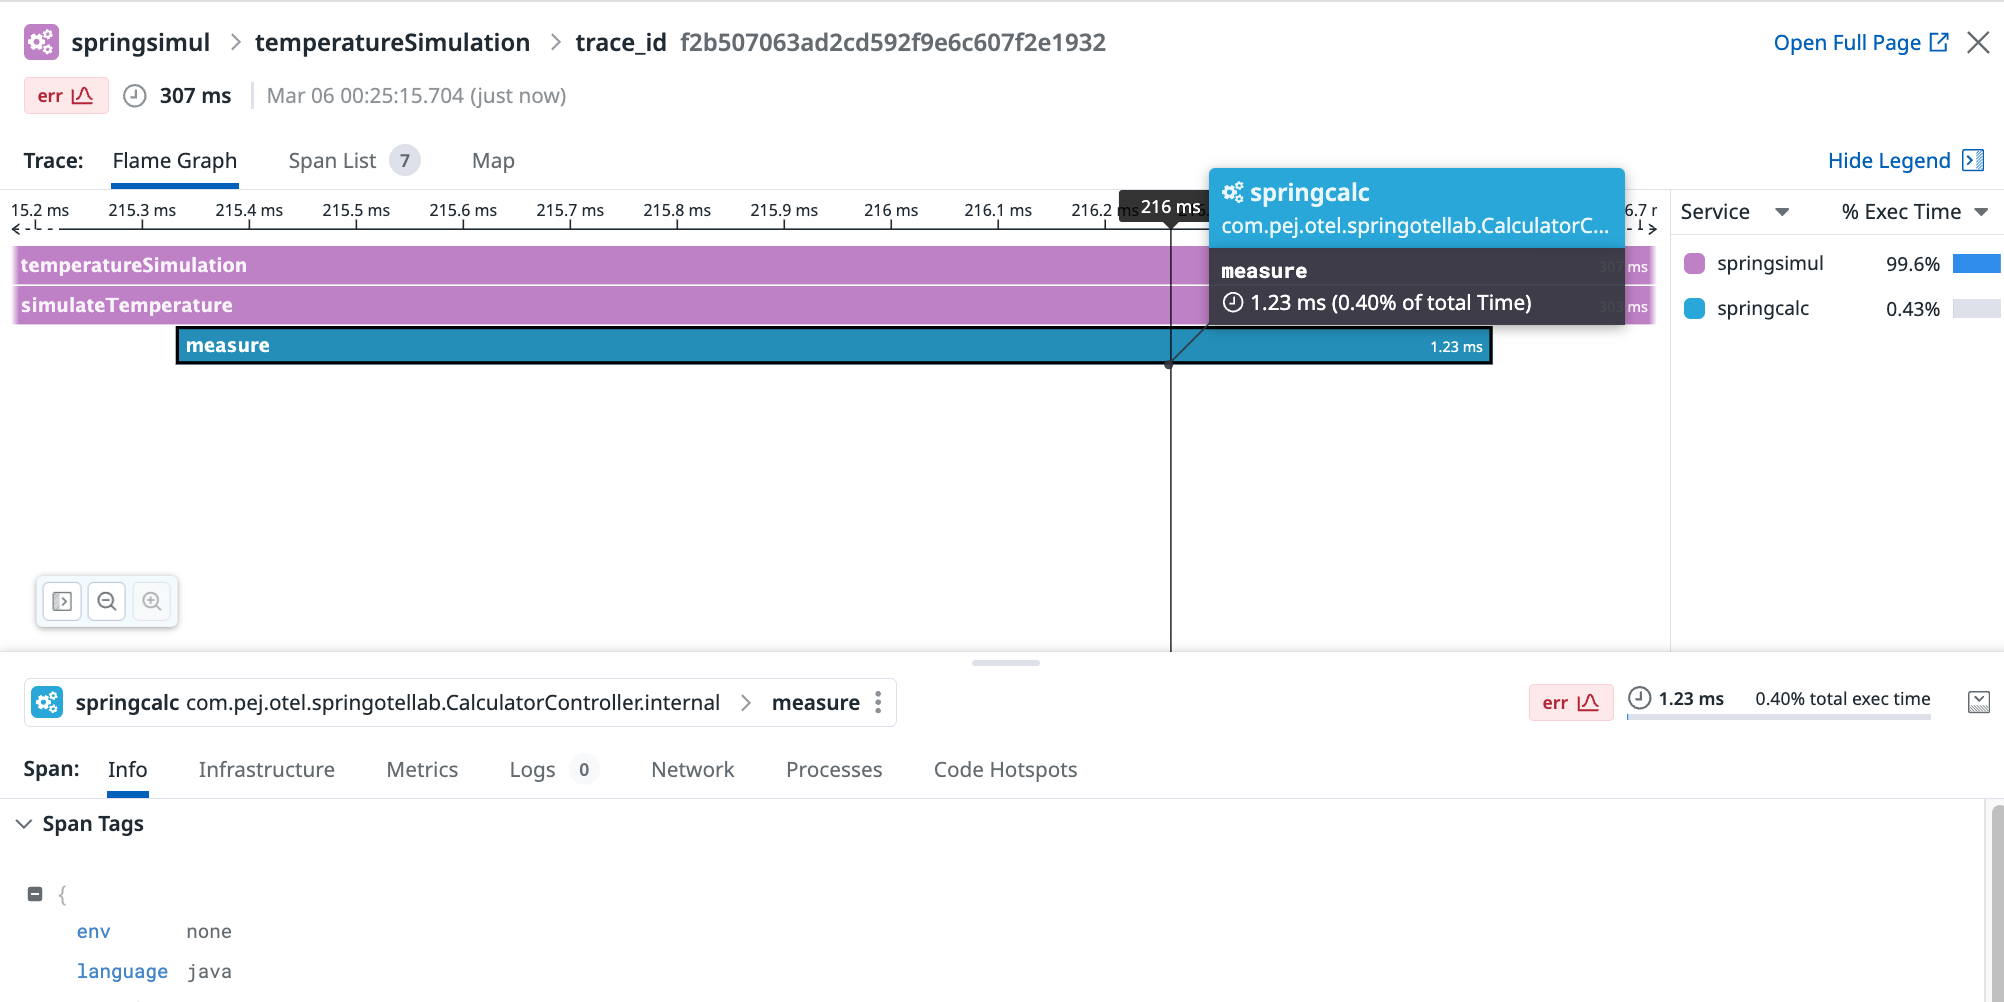 springsimul > temperatureSimulation > trace_id f2b507063ad2cd592f9e6c607f2e1932
Open Full Page
err 307 ms Mar 06 00:25:15.704 (just now)
Trace: Flame Graph Span List 7 Map
Hide Legend
15.2 ms 215.3 ms 215.4 ms 215.5 ms 215.6 ms 215.7 ms 215.8 ms 215.9 ms 216 ms 216.1 ms 216.2 ms 216 ms
springcalc
com.pej.otel.springotellab.CalculatorC...
measure
1.23 ms (0.40% of total Time)
Service % Exec Time
springsimul 99.6%
springcalc 0.43%
temperatureSimulation 307 ms
simulateTemperature 303 ms
measure 1.23 ms
springcalc com.pej.otel.springotellab.CalculatorController.internal > measure
err 1.23 ms 0.40% total exec time
Span: Info Infrastructure Metrics Logs 0 Network Processes Code Hotspots
Span Tags
{
env none
language java